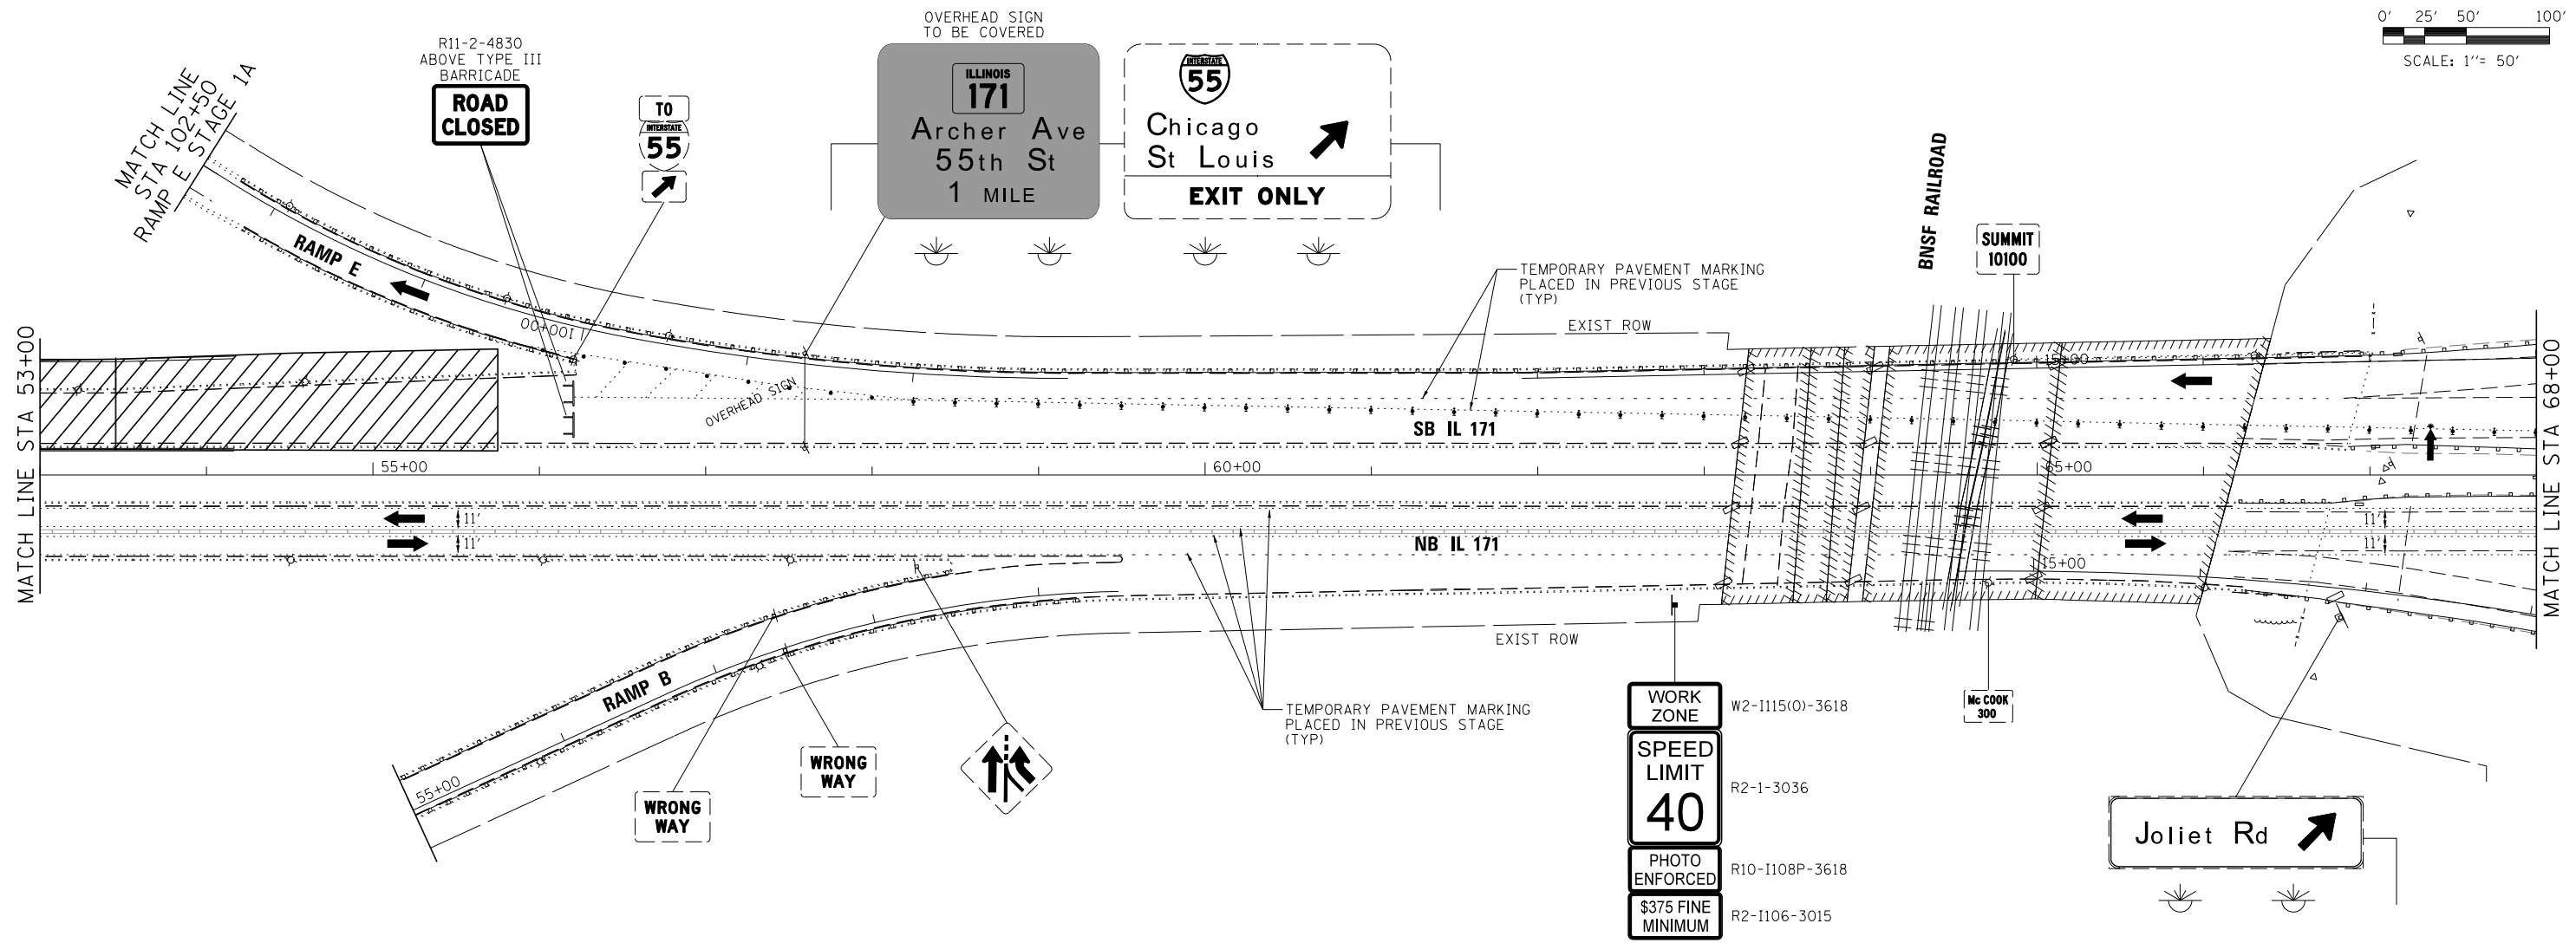 OVERHEAD SIGN
TO BE COVERED
0' 25' 50' 100'
SCALE: 1''= 50'
R11-2-4830
ABOVE TYPE III
BARRICADE
ROAD
CLOSED
TO
INTERSTATE
55
ILLINOIS
171
Archer Ave
55th St
1 MILE
INTERSTATE
55
Chicago
St Louis
EXIT ONLY
MATCH LINE
STA 102+50
RAMP E STAGE 1A
RAMP E
100+00
BNSF RAILROAD
SUMMIT
10100
TEMPORARY PAVEMENT MARKING
PLACED IN PREVIOUS STAGE
(TYP)
EXIST ROW
15+00
MATCH LINE STA 53+00
MATCH LINE STA 68+00
OVERHEAD SIGN
SB IL 171
55+00
60+00
65+00
11'
11'
11'
11'
NB IL 171
15+00
EXIST ROW
RAMP B
55+00
WRONG
WAY
WRONG
WAY
TEMPORARY PAVEMENT MARKING
PLACED IN PREVIOUS STAGE
(TYP)
WORK
ZONE
W2-I115(O)-3618
SPEED
LIMIT
40
R2-1-3036
PHOTO
ENFORCED
R10-I108P-3618
$375 FINE
MINIMUM
R2-I106-3015
Mc COOK
300
Joliet Rd